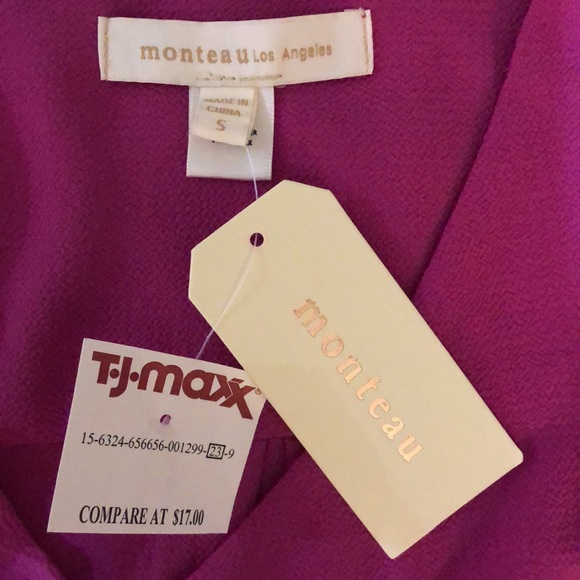 monteau Los Angeles
MADE IN
CHINA
S
monteau
T·J·maxx®
15-6324-656656-001299-23-9
COMPARE AT $17.00